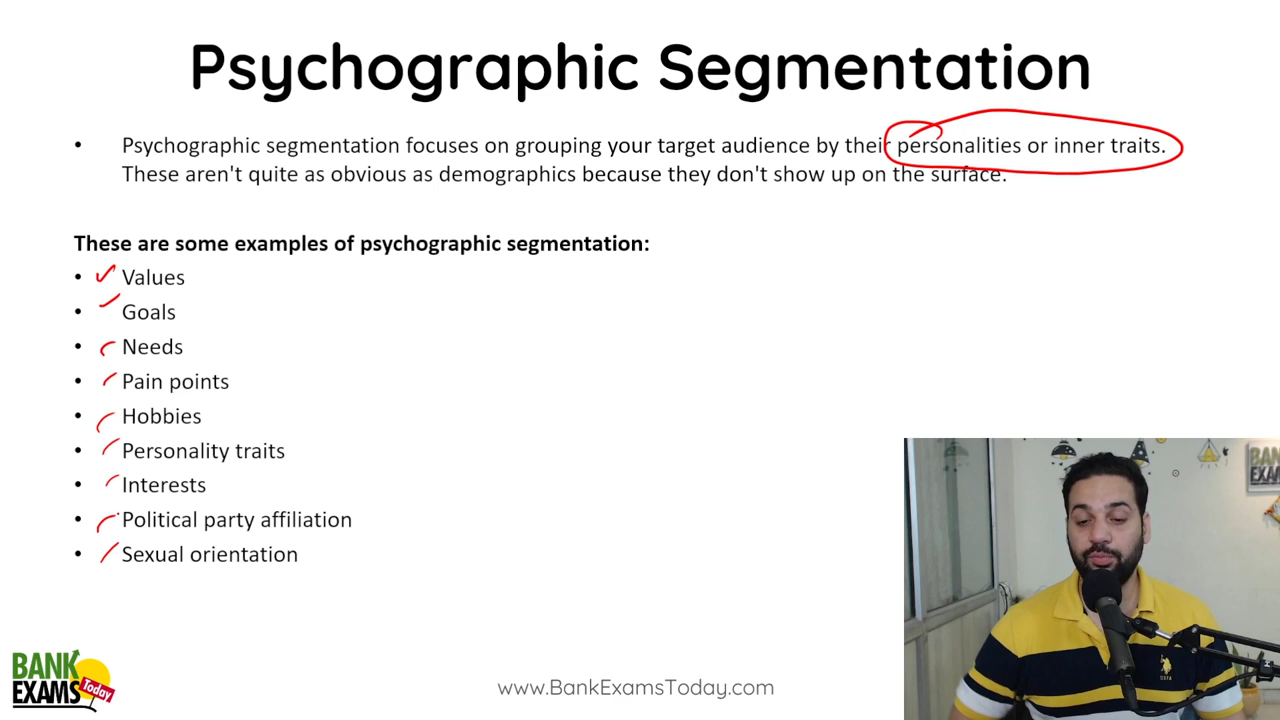 Psychographic Segmentation
• Psychographic segmentation focuses on grouping your target audience by their personalities or inner traits.
These aren't quite as obvious as demographics because they don't show up on the surface.
These are some examples of psychographic segmentation:
• Values
• Goals
• Needs
• Pain points
• Hobbies
• Personality traits
• Interests
• Political party affiliation
• Sexual orientation
BANK
EXAMS
Today
www.BankExamsToday.com